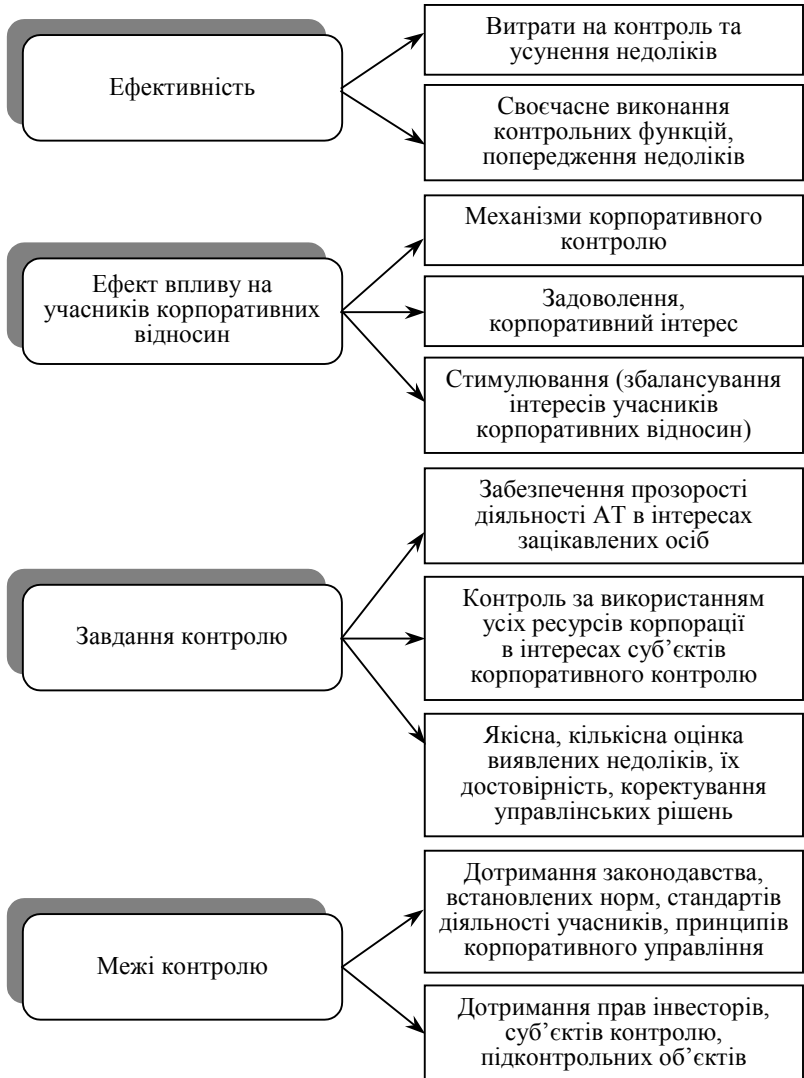 Ефективність
Витрати на контроль та
усунення недоліків
Своєчасне виконання
контрольних функцій,
попередження недоліків
Ефект впливу на
учасників корпоративних
відносин
Механізми корпоративного
контролю
Задоволення,
корпоративний інтерес
Стимулювання (збалансування
інтересів учасників
корпоративних відносин)
Завдання контролю
Забезпечення прозорості
діяльності АТ в інтересах
зацікавлених осіб
Контроль за використанням
усіх ресурсів корпорації
в інтересах суб’єктів
корпоративного контролю
Якісна, кількісна оцінка
виявлених недоліків, їх
достовірність, коректування
управлінських рішень
Межі контролю
Дотримання законодавства,
встановлених норм, стандартів
діяльності учасників, принципів
корпоративного управління
Дотримання прав інвесторів,
суб’єктів контролю,
підконтрольних об’єктів